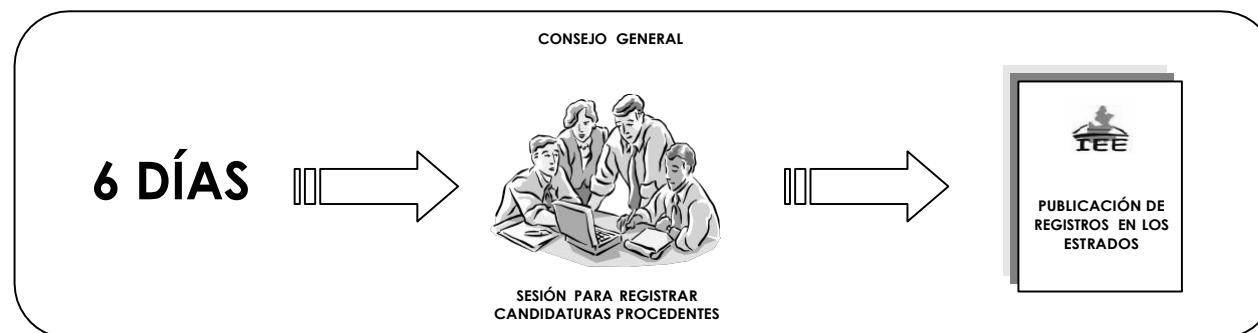 CONSEJO GENERAL
6 DÍAS
SESIÓN PARA REGISTRAR
CANDIDATURAS PROCEDENTES
IEE
PUBLICACIÓN DE
REGISTROS EN LOS
ESTRADOS